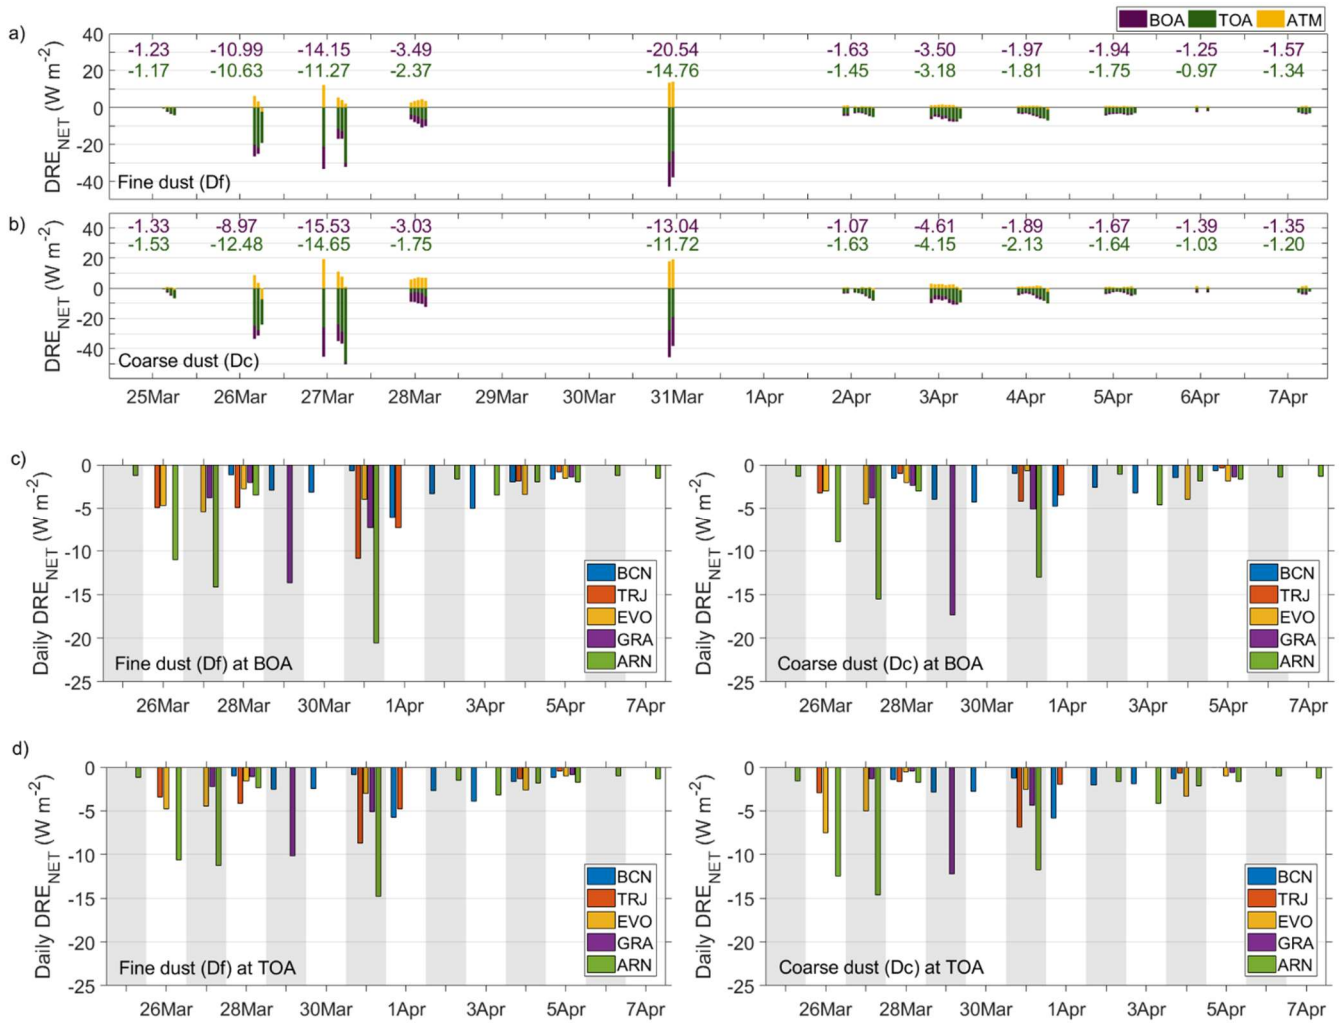 BOA TOA ATM
a)
40
-1.23 -10.99 -14.15 -3.49 -20.54 -1.63 -3.50 -1.97 -1.94 -1.25 -1.57
20
-1.17 -10.63 -11.27 -2.37 -14.76 -1.45 -3.18 -1.81 -1.75 -0.97 -1.34
0
-20
-40
DRE_NET (W m^-2)
Fine dust (Df)
b)
40
-1.33 -8.97 -15.53 -3.03 -13.04 -1.07 -4.61 -1.89 -1.67 -1.39 -1.35
20
-1.53 -12.48 -14.65 -1.75 -11.72 -1.63 -4.15 -2.13 -1.64 -1.03 -1.20
0
-20
-40
DRE_NET (W m^-2)
Coarse dust (Dc)
25Mar 26Mar 27Mar 28Mar 29Mar 30Mar 31Mar 1Apr 2Apr 3Apr 4Apr 5Apr 6Apr 7Apr
c)
0
-5
-10
-15
-20
-25
Daily DRE_NET (W m^-2)
BCN
TRJ
EVO
GRA
ARN
Fine dust (Df) at BOA
26Mar 28Mar 30Mar 1Apr 3Apr 5Apr 7Apr
0
-5
-10
-15
-20
-25
Daily DRE_NET (W m^-2)
BCN
TRJ
EVO
GRA
ARN
Coarse dust (Dc) at BOA
26Mar 28Mar 30Mar 1Apr 3Apr 5Apr 7Apr
d)
0
-5
-10
-15
-20
-25
Daily DRE_NET (W m^-2)
BCN
TRJ
EVO
GRA
ARN
Fine dust (Df) at TOA
26Mar 28Mar 30Mar 1Apr 3Apr 5Apr 7Apr
0
-5
-10
-15
-20
-25
Daily DRE_NET (W m^-2)
BCN
TRJ
EVO
GRA
ARN
Coarse dust (Dc) at TOA
26Mar 28Mar 30Mar 1Apr 3Apr 5Apr 7Apr